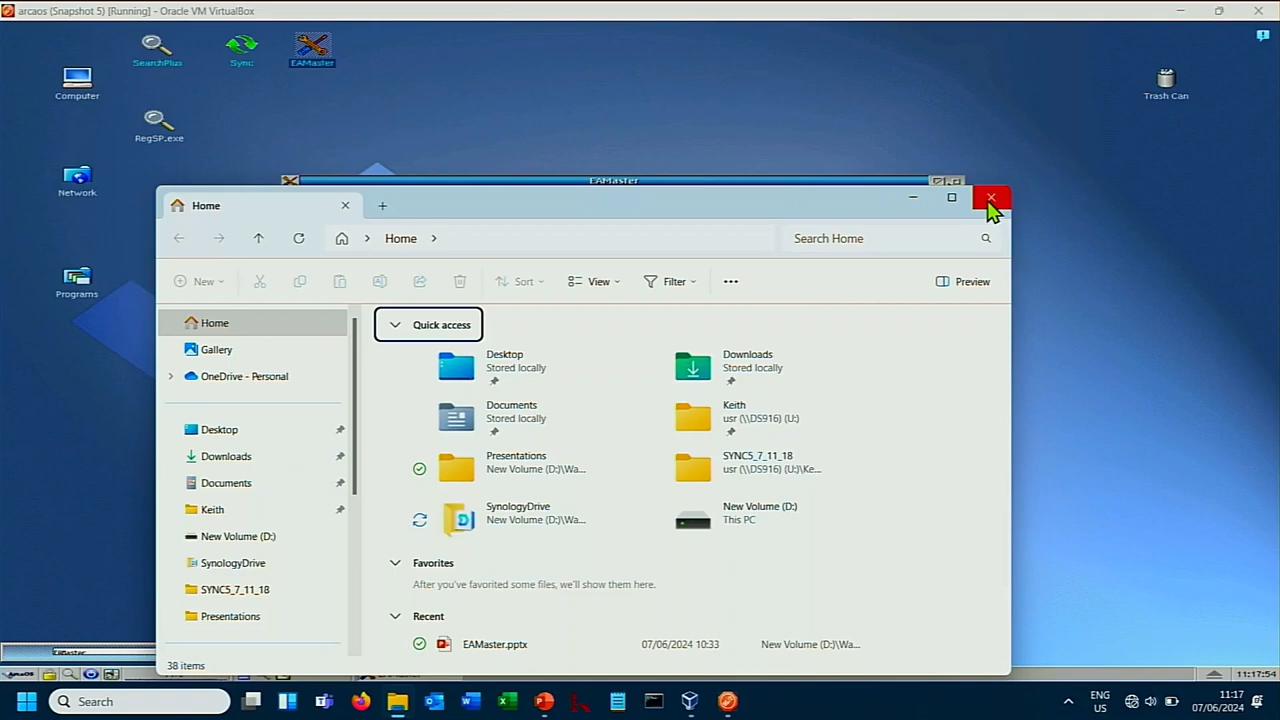 arcaos (Snapshot 5) [Running] - Oracle VM VirtualBox
SearchPlus
Sync
EAMaster
Computer
Trash Can
RegSP.exe
Network
Programs
EAMaster
Home
Home
Search Home
New
Sort
View
Filter
Preview
Home
Gallery
OneDrive - Personal
Desktop
Downloads
Documents
Keith
New Volume (D:)
SynologyDrive
SYNC5_7_11_18
Presentations
Quick access
Desktop
Stored locally
Downloads
Stored locally
Documents
Stored locally
Keith
usr (\\DS916) (U:)
Presentations
New Volume (D:)\Wa...
SYNC5_7_11_18
usr (\\DS916) (U:)\Ke...
SynologyDrive
New Volume (D:)\Wa...
New Volume (D:)
This PC
Favorites
After you've favorited some files, we'll show them here.
Recent
EAMaster.pptx 07/06/2024 10:33 New Volume (D:)\Wa...
38 items
EAMaster
ArcaOS
11:17:54
Search
ENG
US
11:17
07/06/2024